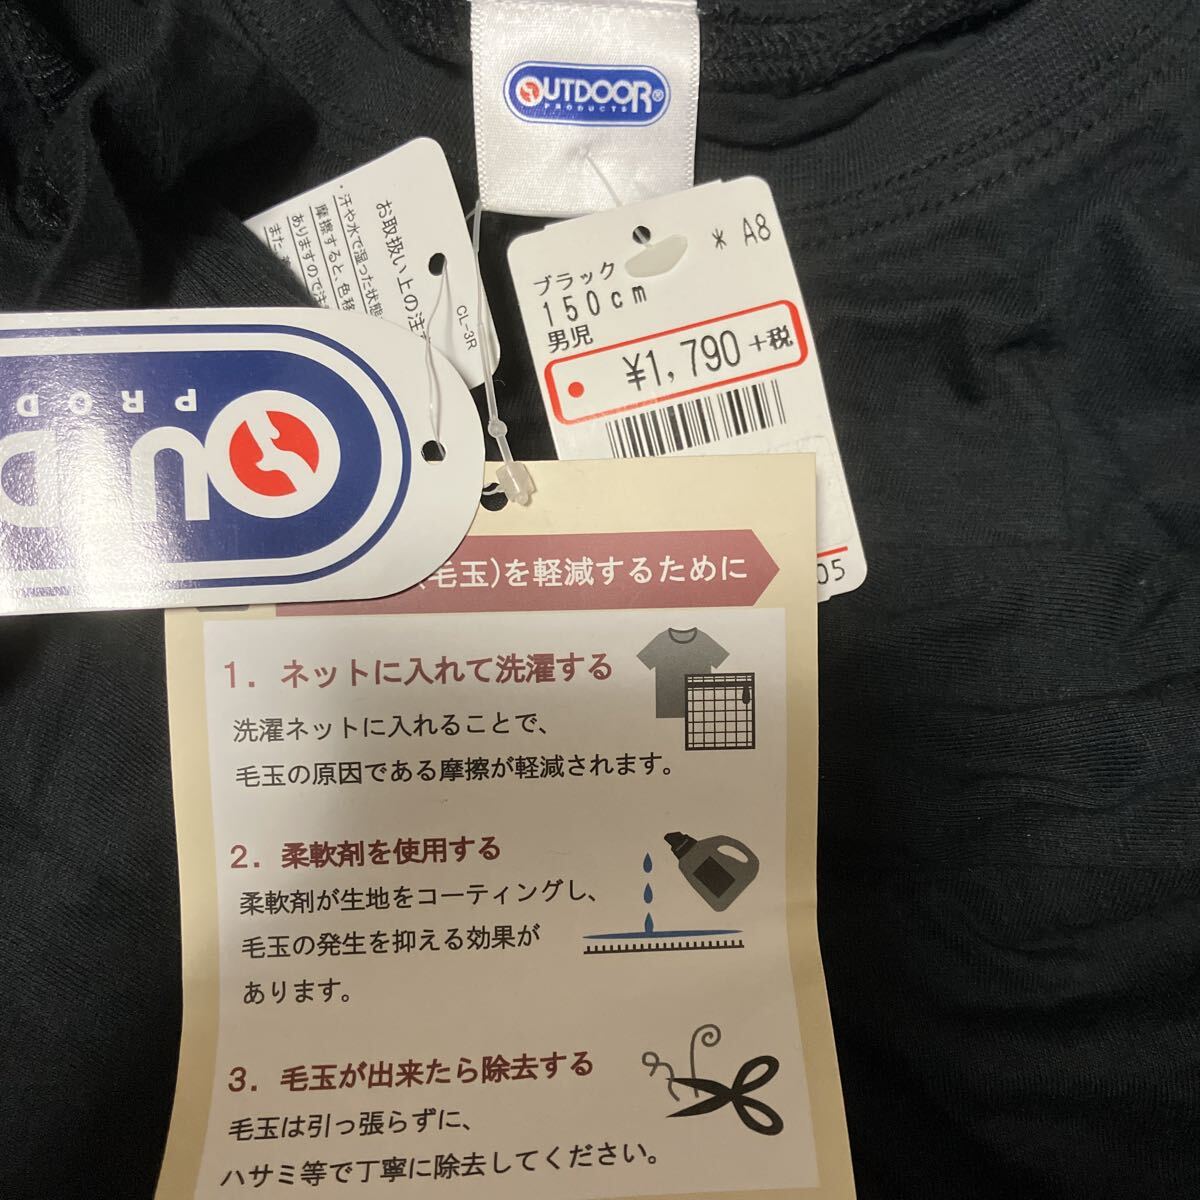 OUTDOOR®
PRODUCTS
お取扱い上の注
・汗や水で湿った状態
摩擦すると色移
ありますので注
また
CL-3R
* A8
ブラック
150cm
男児
¥1,790+税
05
OUTD
PROD
(毛玉)を軽減するために
1. ネットに入れて洗濯する
洗濯ネットに入れることで、
毛玉の原因である摩擦が軽減されます。
2. 柔軟剤を使用する
柔軟剤が生地をコーティングし、
毛玉の発生を抑える効果が
あります。
3. 毛玉が出来たら除去する
毛玉は引っ張らずに、
ハサミ等で丁寧に除去してください。